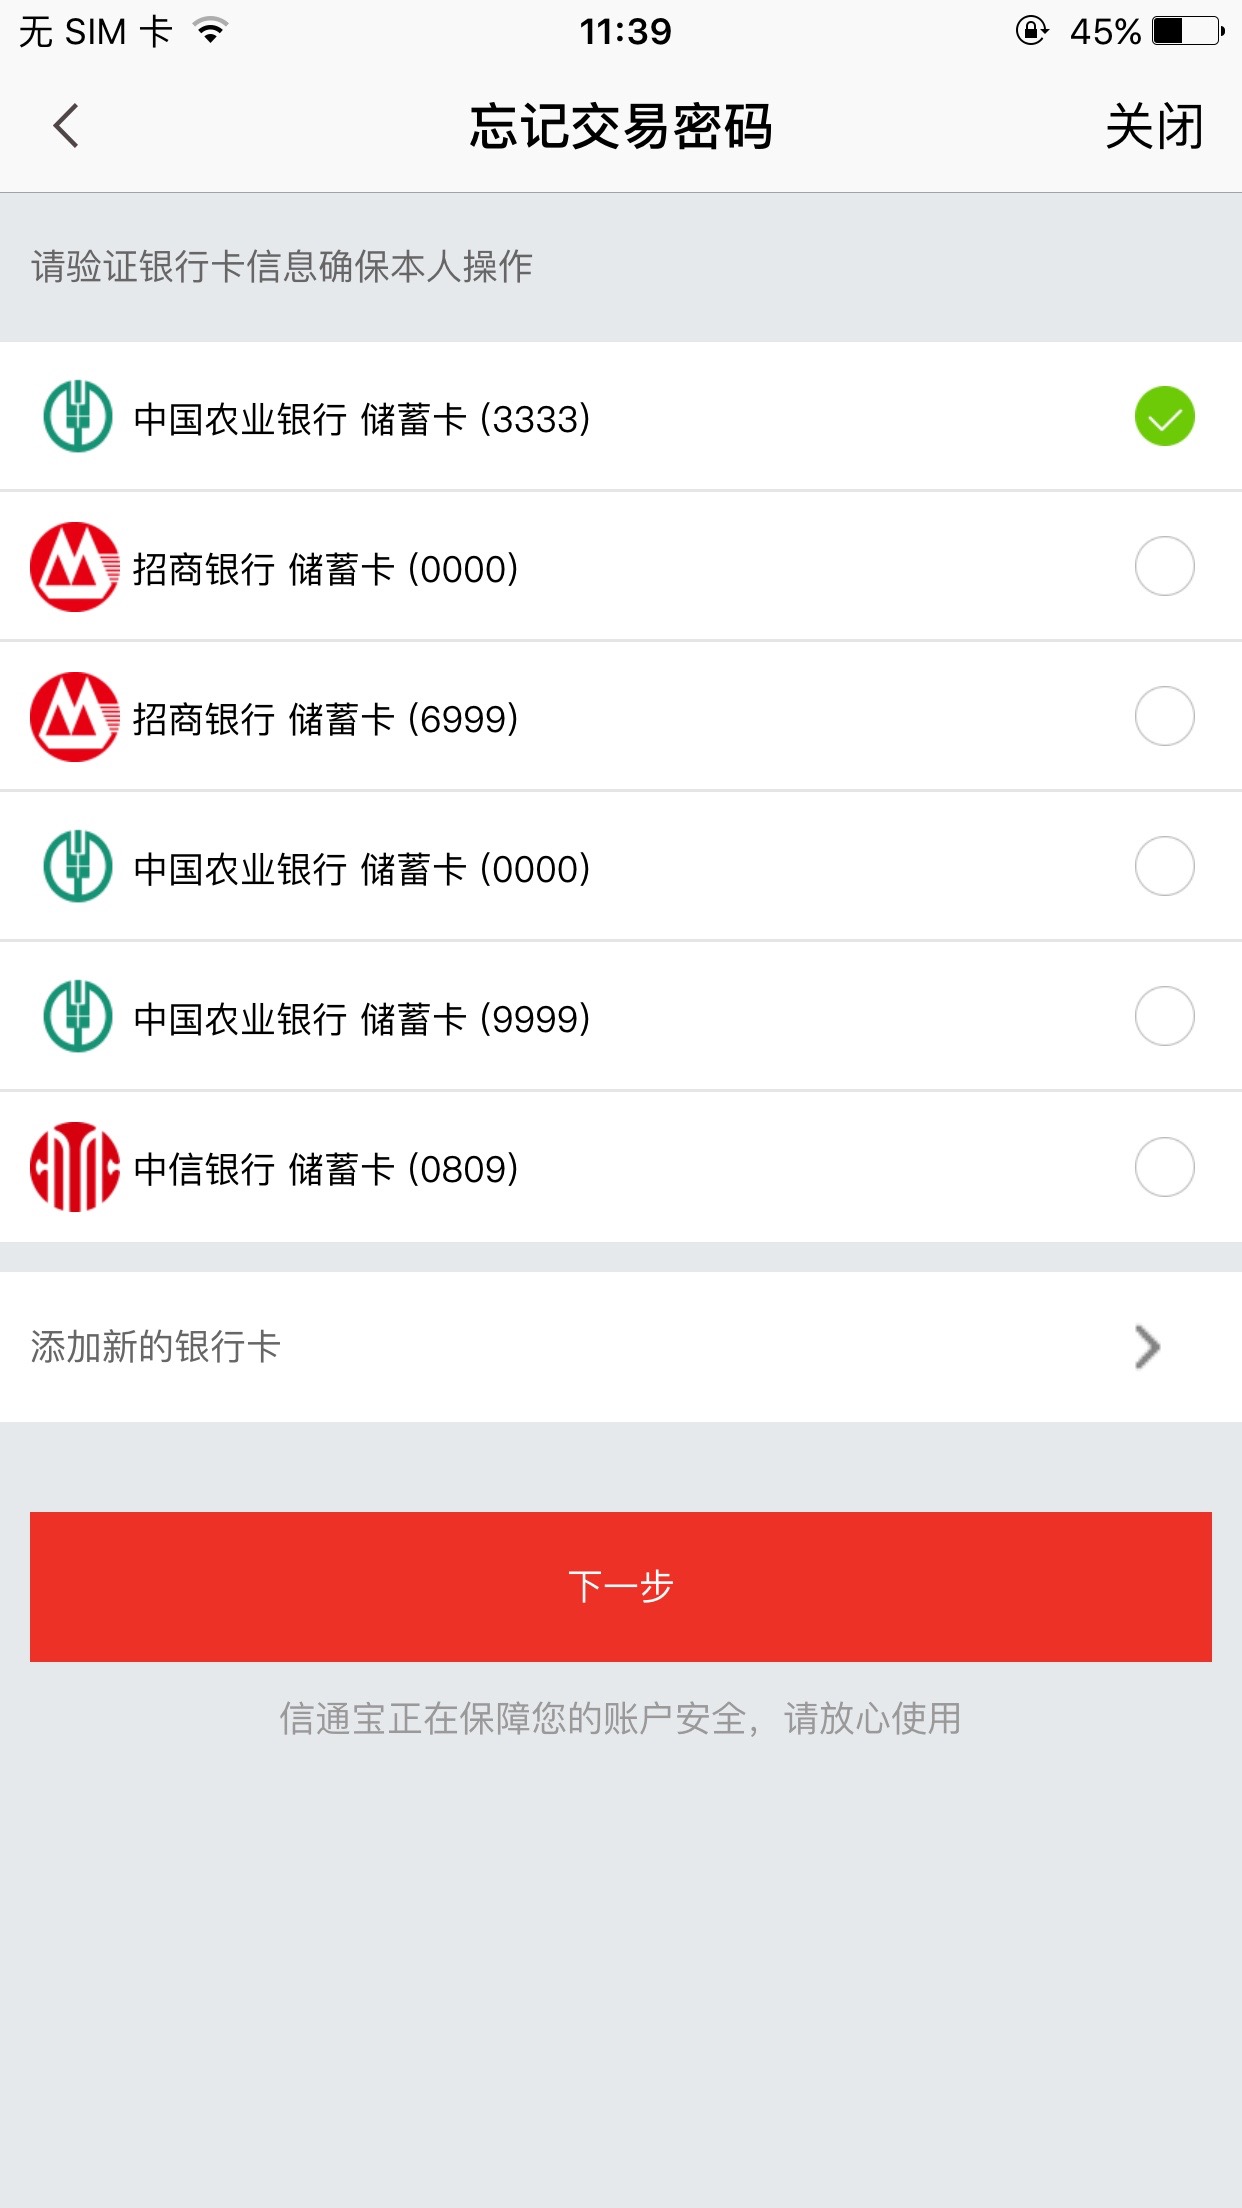 无 SIM 卡 11:39 45%
忘记交易密码 关闭
请验证银行卡信息确保本人操作
中国农业银行 储蓄卡 (3333)
招商银行 储蓄卡 (0000)
招商银行 储蓄卡 (6999)
中国农业银行 储蓄卡 (0000)
中国农业银行 储蓄卡 (9999)
中信银行 储蓄卡 (0809)
添加新的银行卡
下一步
信通宝正在保障您的账户安全，请放心使用